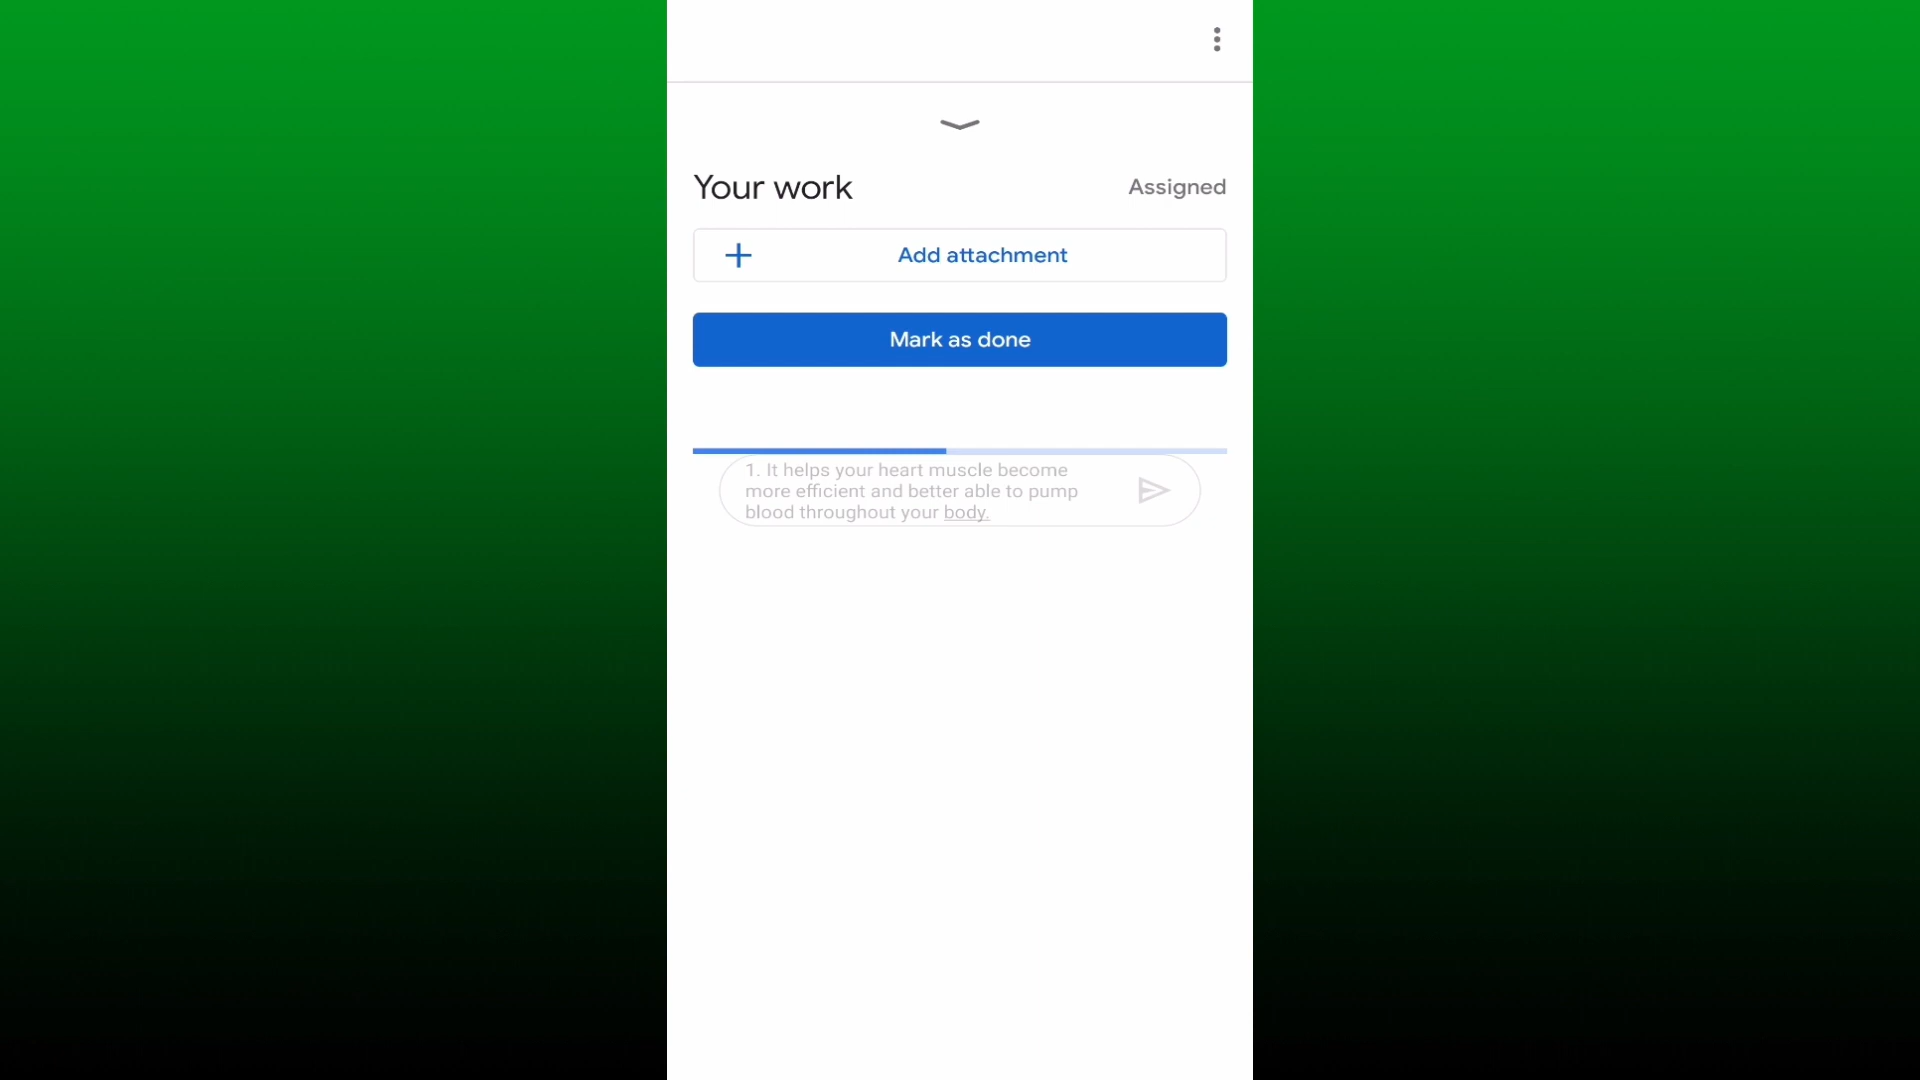 Your work
Assigned
Add attachment
Mark as done
1. It helps your heart muscle become
more efficient and better able to pump
blood throughout your body.